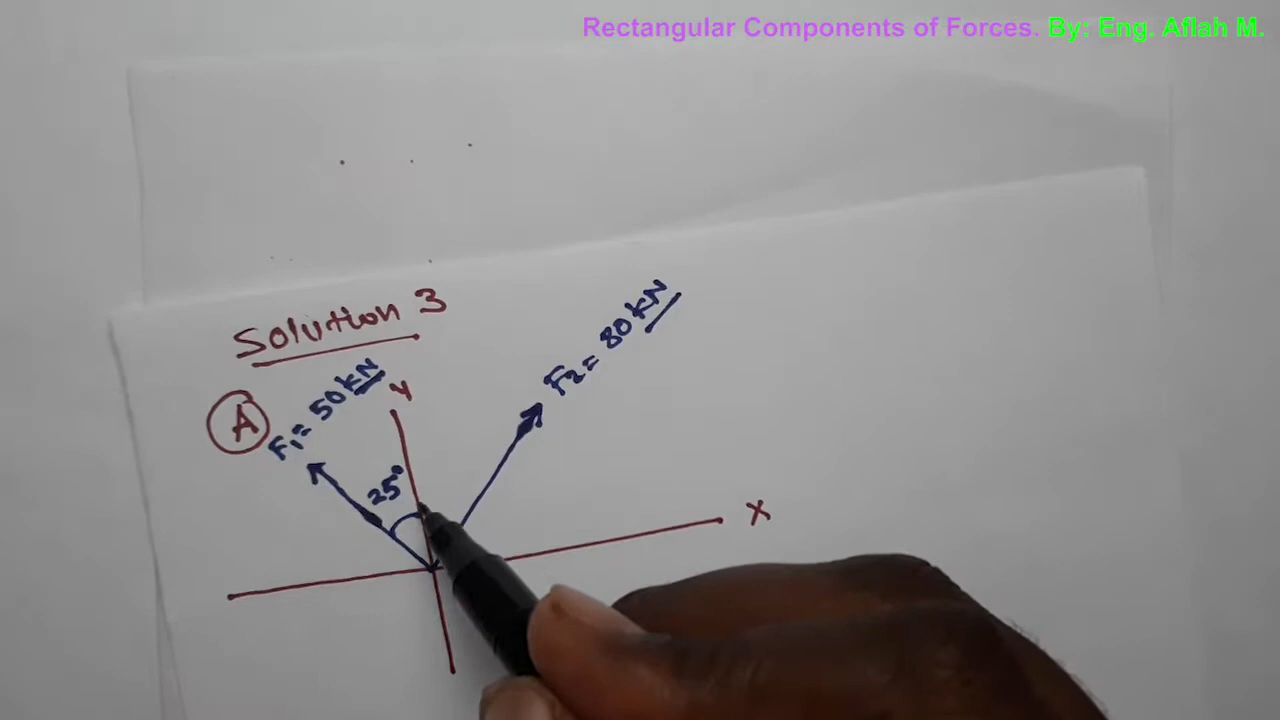 Rectangular Components of Forces. By: Eng. Aflah M.
Solution 3
A
F1 = 50 kN
Y
F2 = 80 kN
25°
X